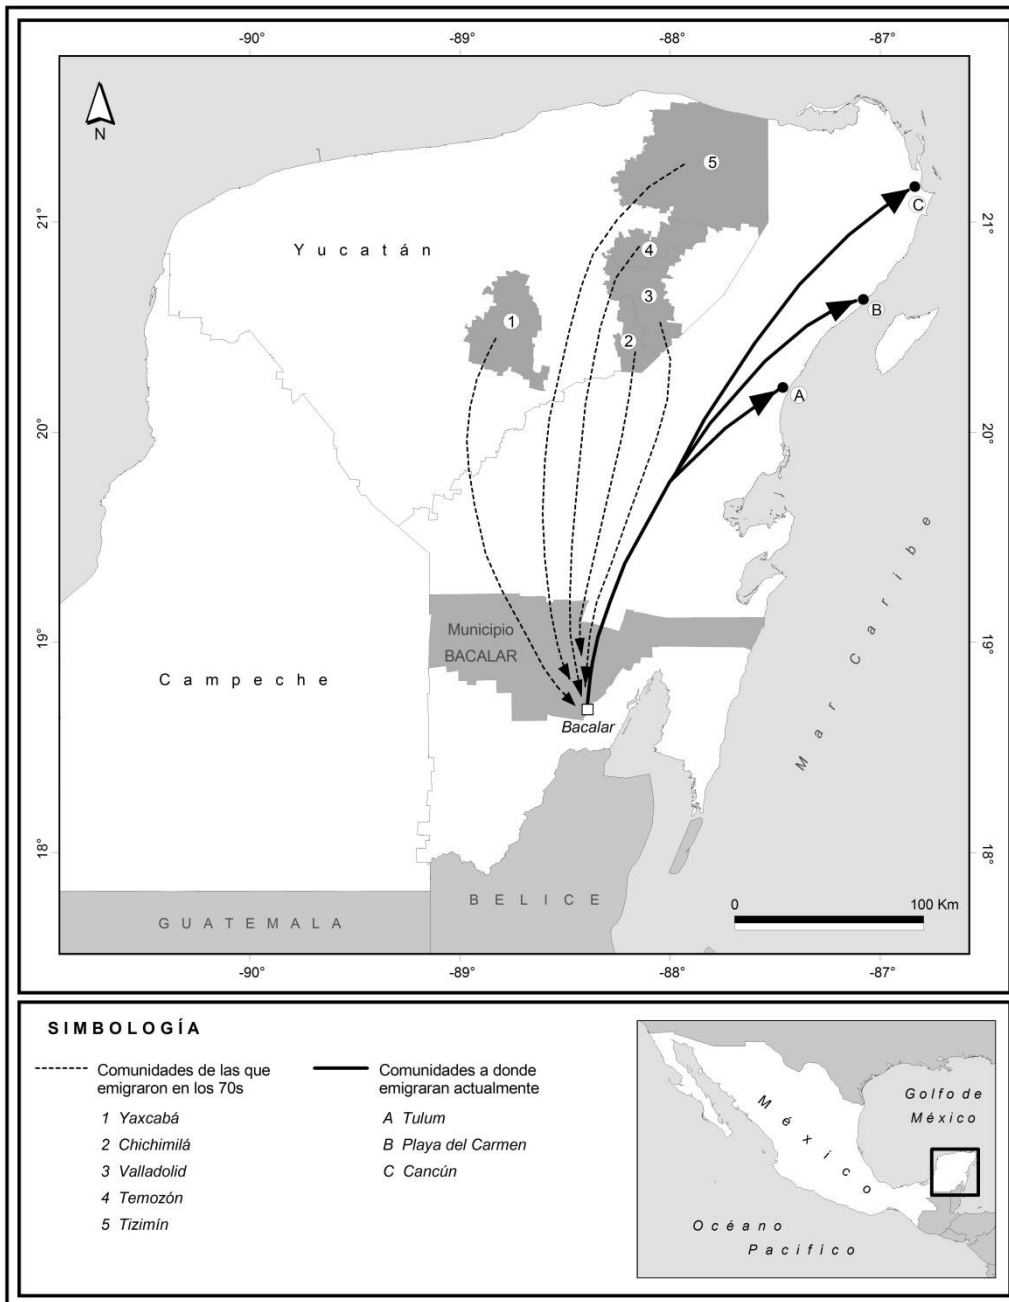 -90°
-89°
-88°
-87°
N
5
C
21°
21°
Yucatán
4
3
B
1
2
A
20°
20°
Mar Caribe
19°
19°
Municipio
BACALAR
Campeche
Bacalar
18°
18°
BELICE
GUATEMALA
0
100 Km
-90°
-89°
-88°
-87°
SIMBOLOGÍA
Comunidades de las que
emigraron en los 70s
1 Yaxcabá
2 Chichimilá
3 Valladolid
4 Temozón
5 Tizimín
Comunidades a donde
emigraran actualmente
A Tulum
B Playa del Carmen
C Cancún
México
Golfo de
México
Océano
Pacífico